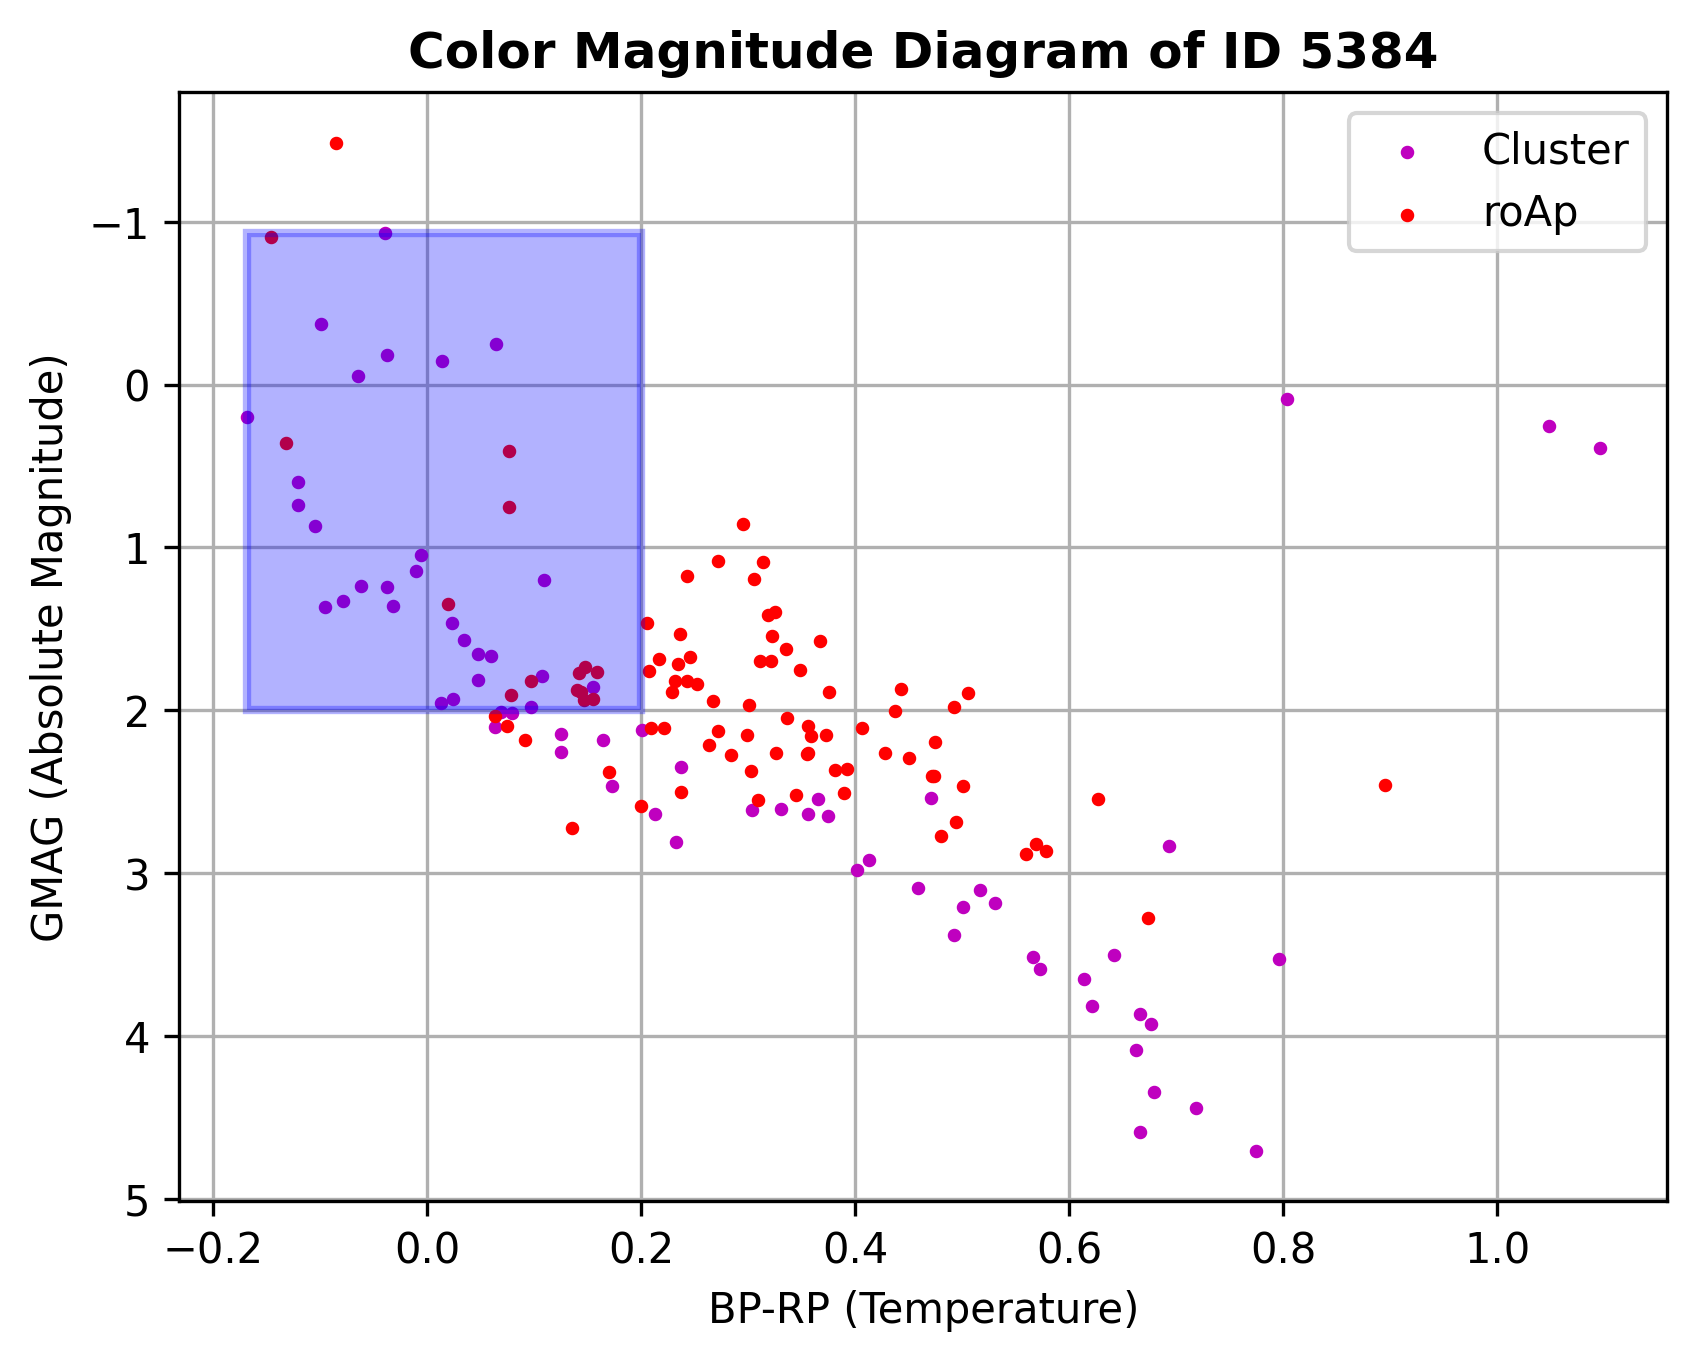 Color Magnitude Diagram of ID 5384
Cluster
roAp
GMAG (Absolute Magnitude)
−1
0
1
2
3
4
5
−0.2 0.0 0.2 0.4 0.6 0.8 1.0
BP-RP (Temperature)